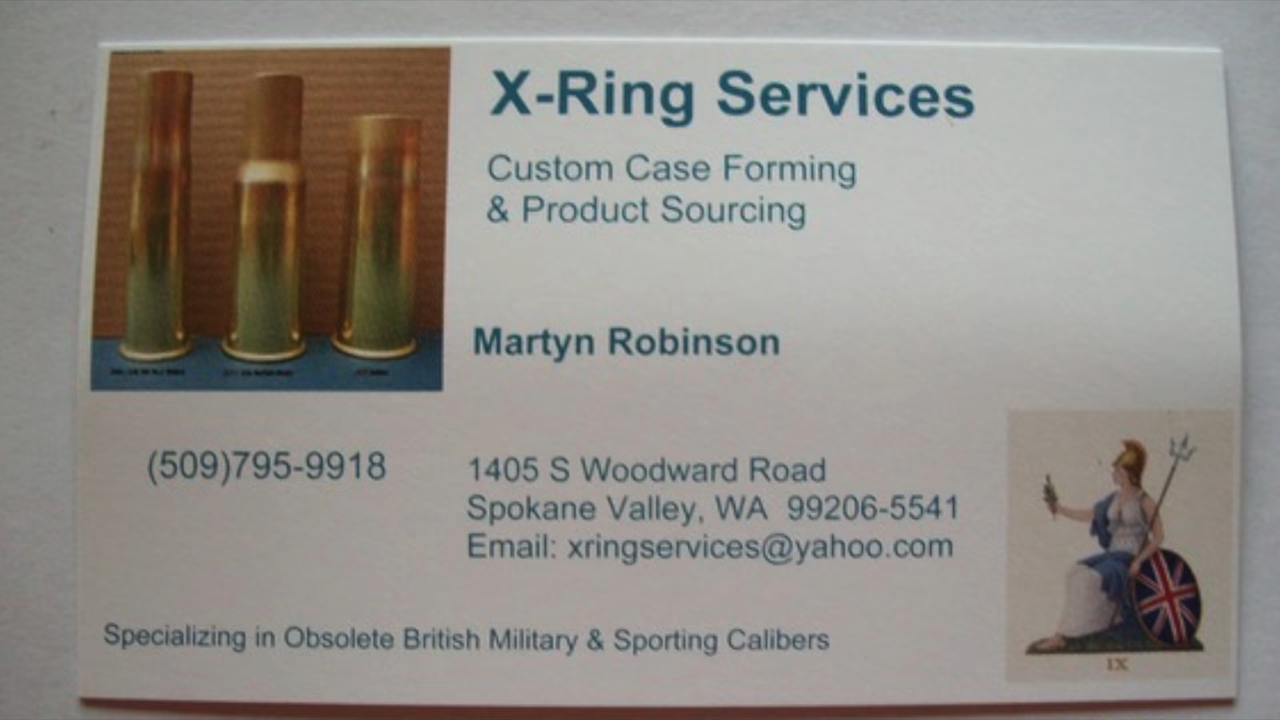 X-Ring Services
Custom Case Forming
& Product Sourcing
Martyn Robinson
(509)795-9918
1405 S Woodward Road
Spokane Valley, WA 99206-5541
Email: xringservices@yahoo.com
Specializing in Obsolete British Military & Sporting Calibers
IX